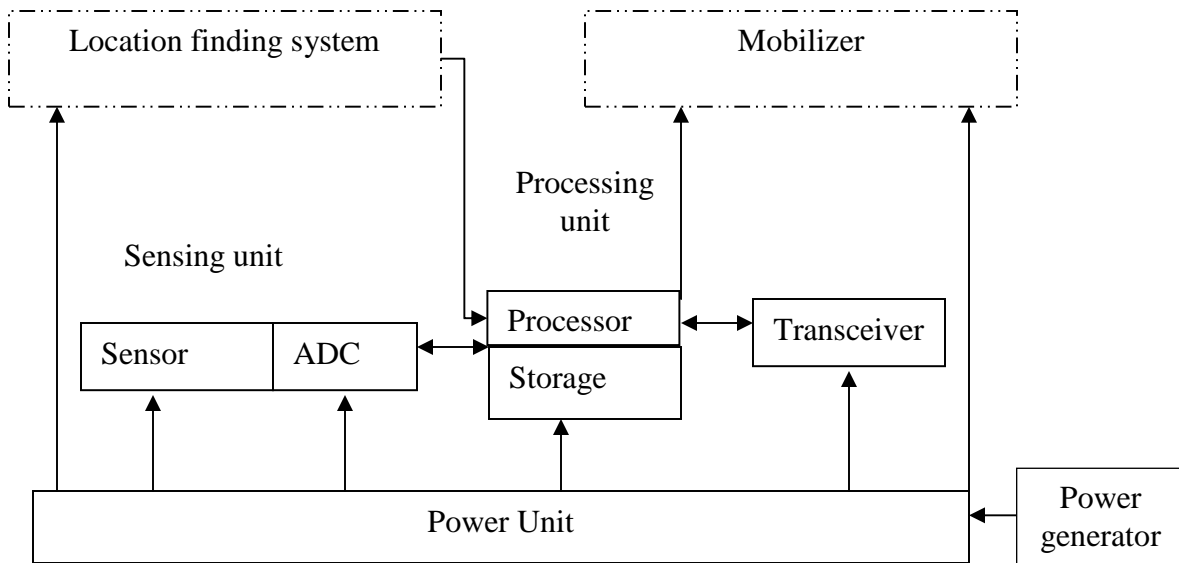 Location finding system
Mobilizer
Processing
unit
Sensing unit
Processor
Transceiver
Sensor
ADC
Storage
Power Unit
Power
generator